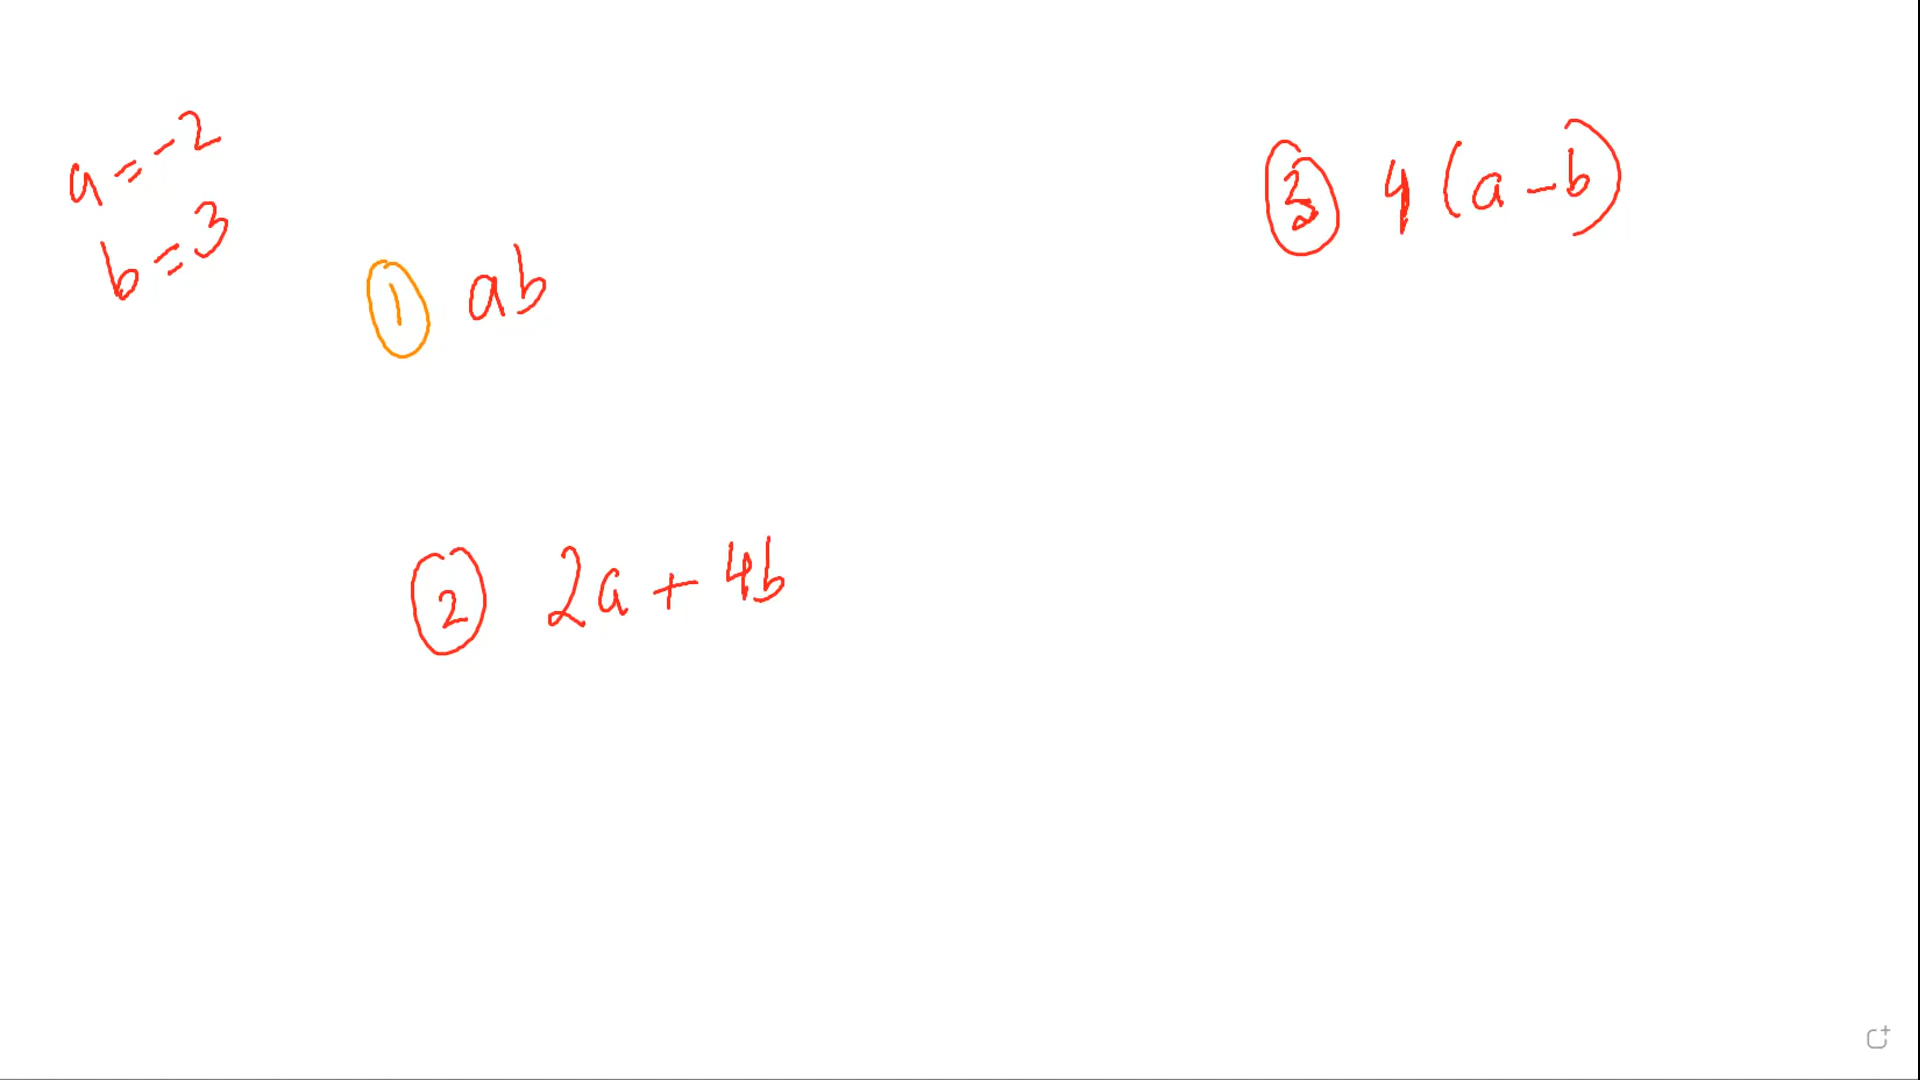 a = -2
b = 3
① ab
② 2a + 4b
③ 4(a - b)